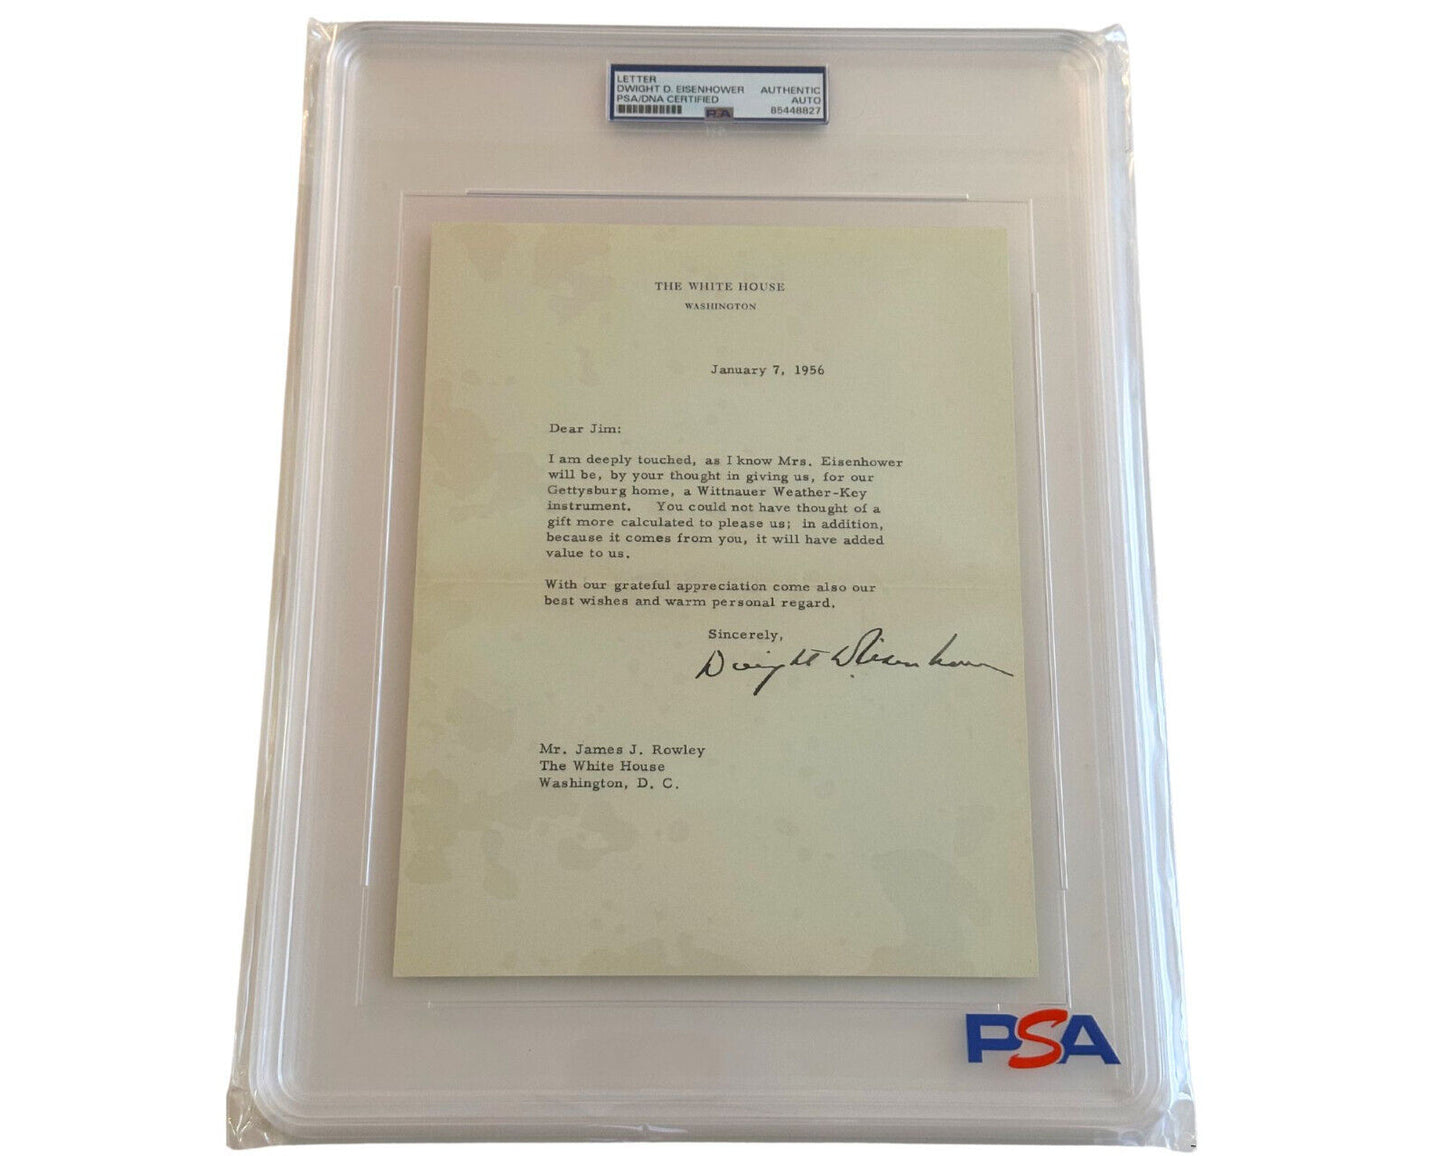 LETTER
DWIGHT D. EISENHOWER AUTHENTIC
PSA/DNA CERTIFIED AUTO
PSA 85448827
THE WHITE HOUSE
WASHINGTON
January 7, 1956
Dear Jim:
I am deeply touched, as I know Mrs. Eisenhower
will be, by your thought in giving us, for our
Gettysburg home, a Wittnauer Weather-Key
instrument. You could not have thought of a
gift more calculated to please us; in addition,
because it comes from you, it will have added
value to us.
With our grateful appreciation come also our
best wishes and warm personal regard.
Sincerely,
Dwight D Eisenhower
Mr. James J. Rowley
The White House
Washington, D. C.
PSA